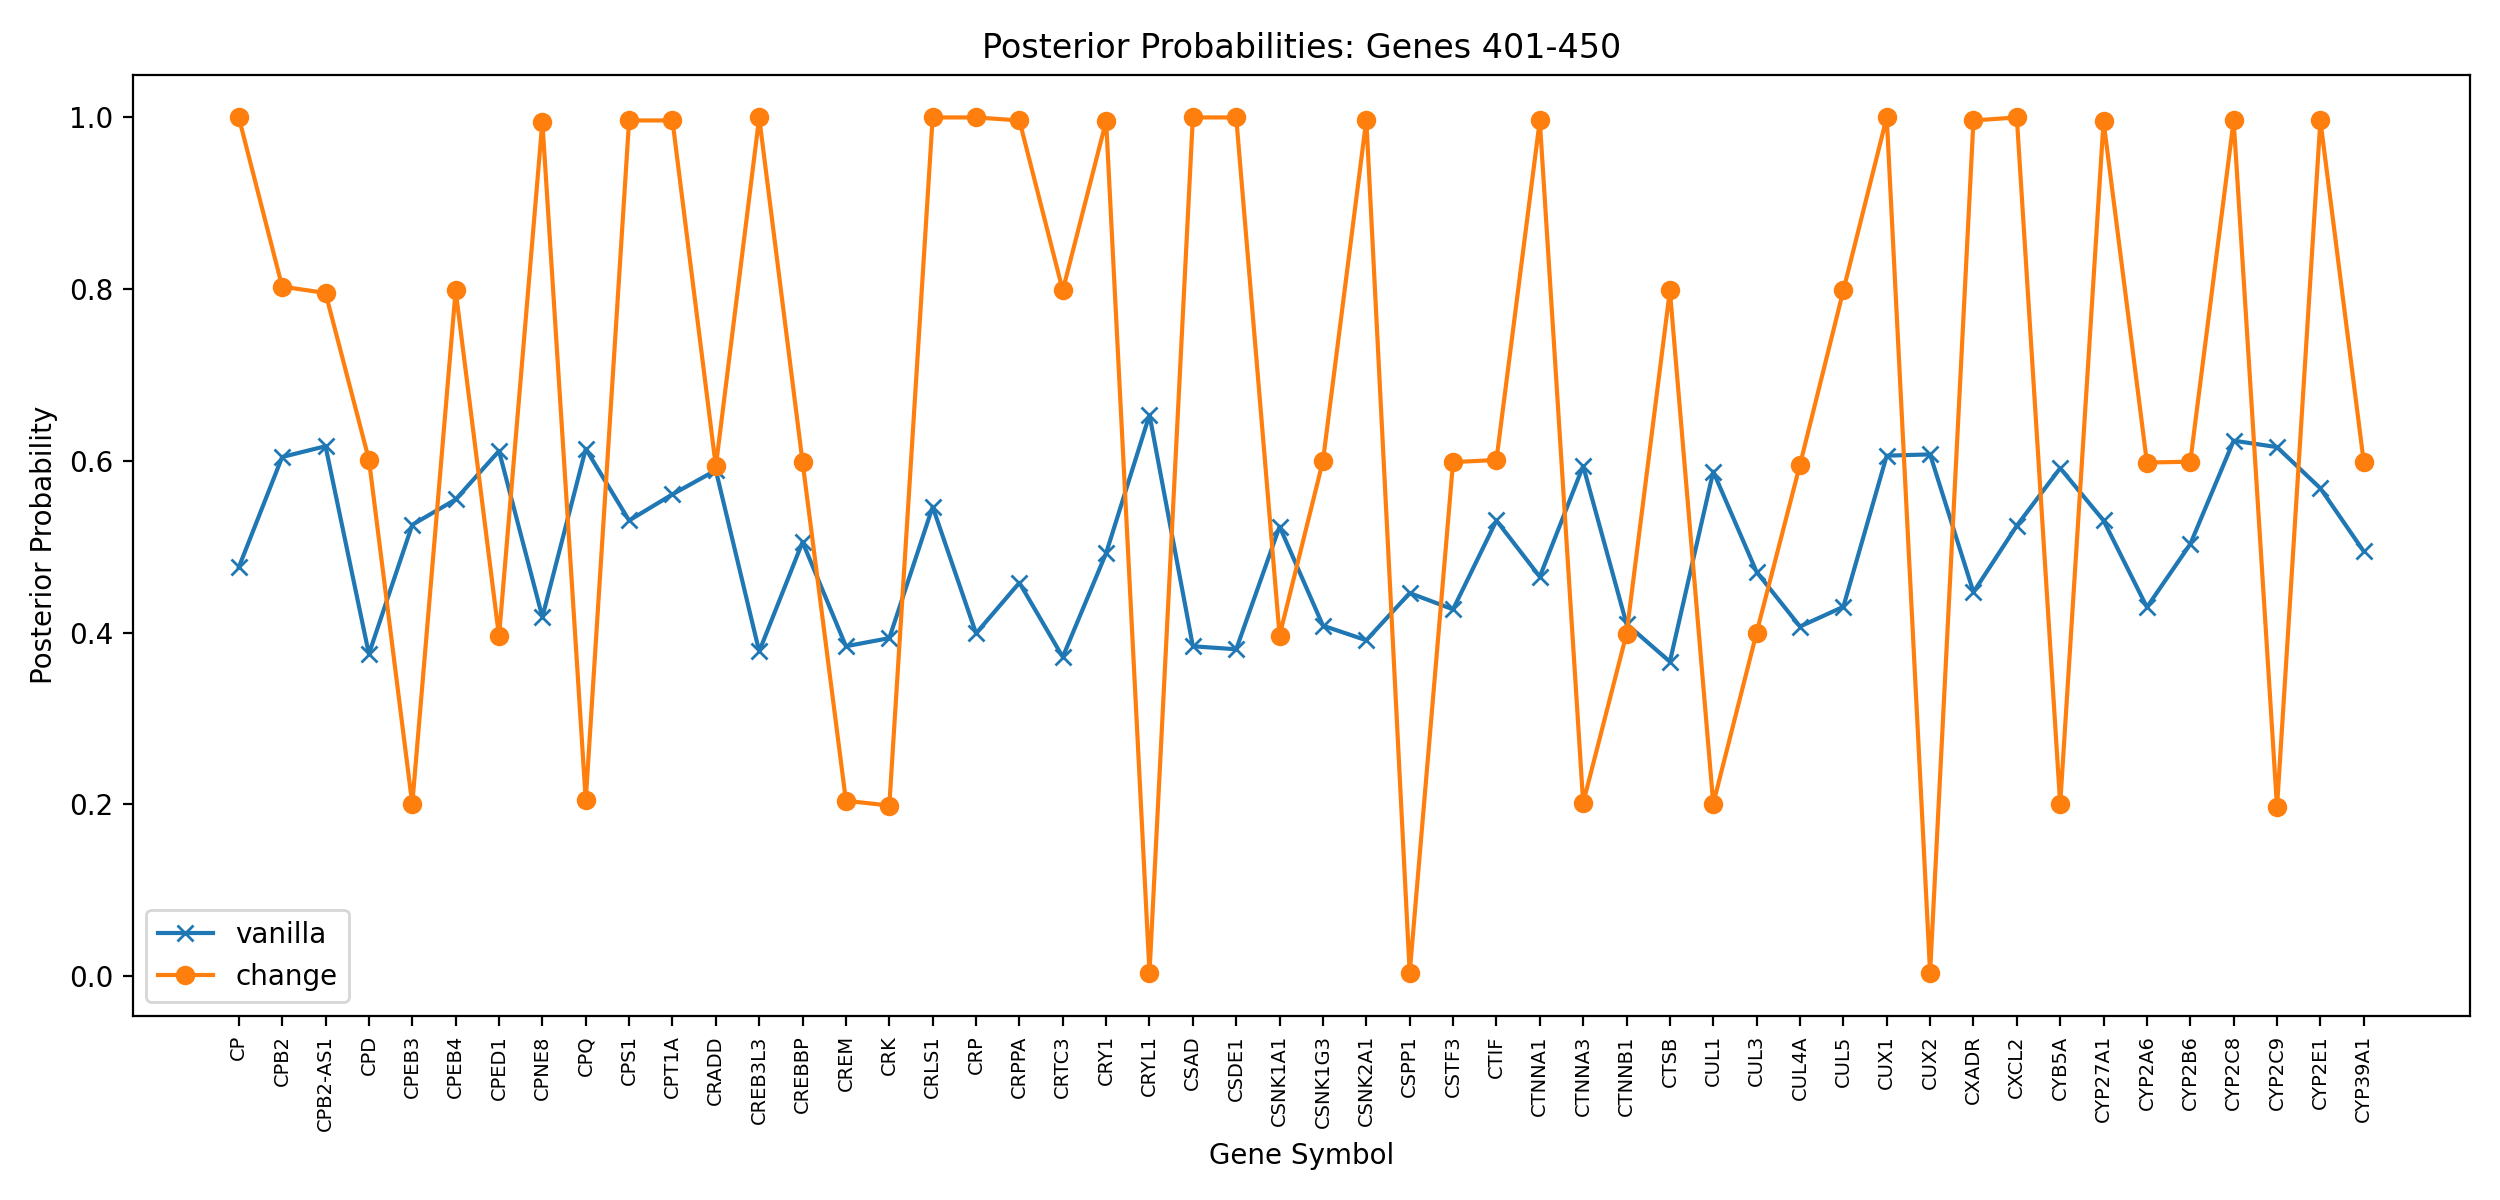 Posterior Probabilities: Genes 401-450
Posterior Probability
1.0
0.8
0.6
0.4
0.2
0.0
vanilla
change
CP
CPB2
CPB2-AS1
CPD
CPEB3
CPEB4
CPED1
CPNE8
CPQ
CPS1
CPT1A
CRADD
CREB3L3
CREBBP
CREM
CRK
CRLS1
CRP
CRPPA
CRTC3
CRY1
CRYL1
CSAD
CSDE1
CSNK1A1
CSNK1G3
CSNK2A1
CSPP1
CSTF3
CTIF
CTNNA1
CTNNA3
CTNNB1
CTSB
CUL1
CUL3
CUL4A
CUL5
CUX1
CUX2
CXADR
CXCL2
CYB5A
CYP27A1
CYP2A6
CYP2B6
CYP2C8
CYP2C9
CYP2E1
CYP39A1
Gene Symbol